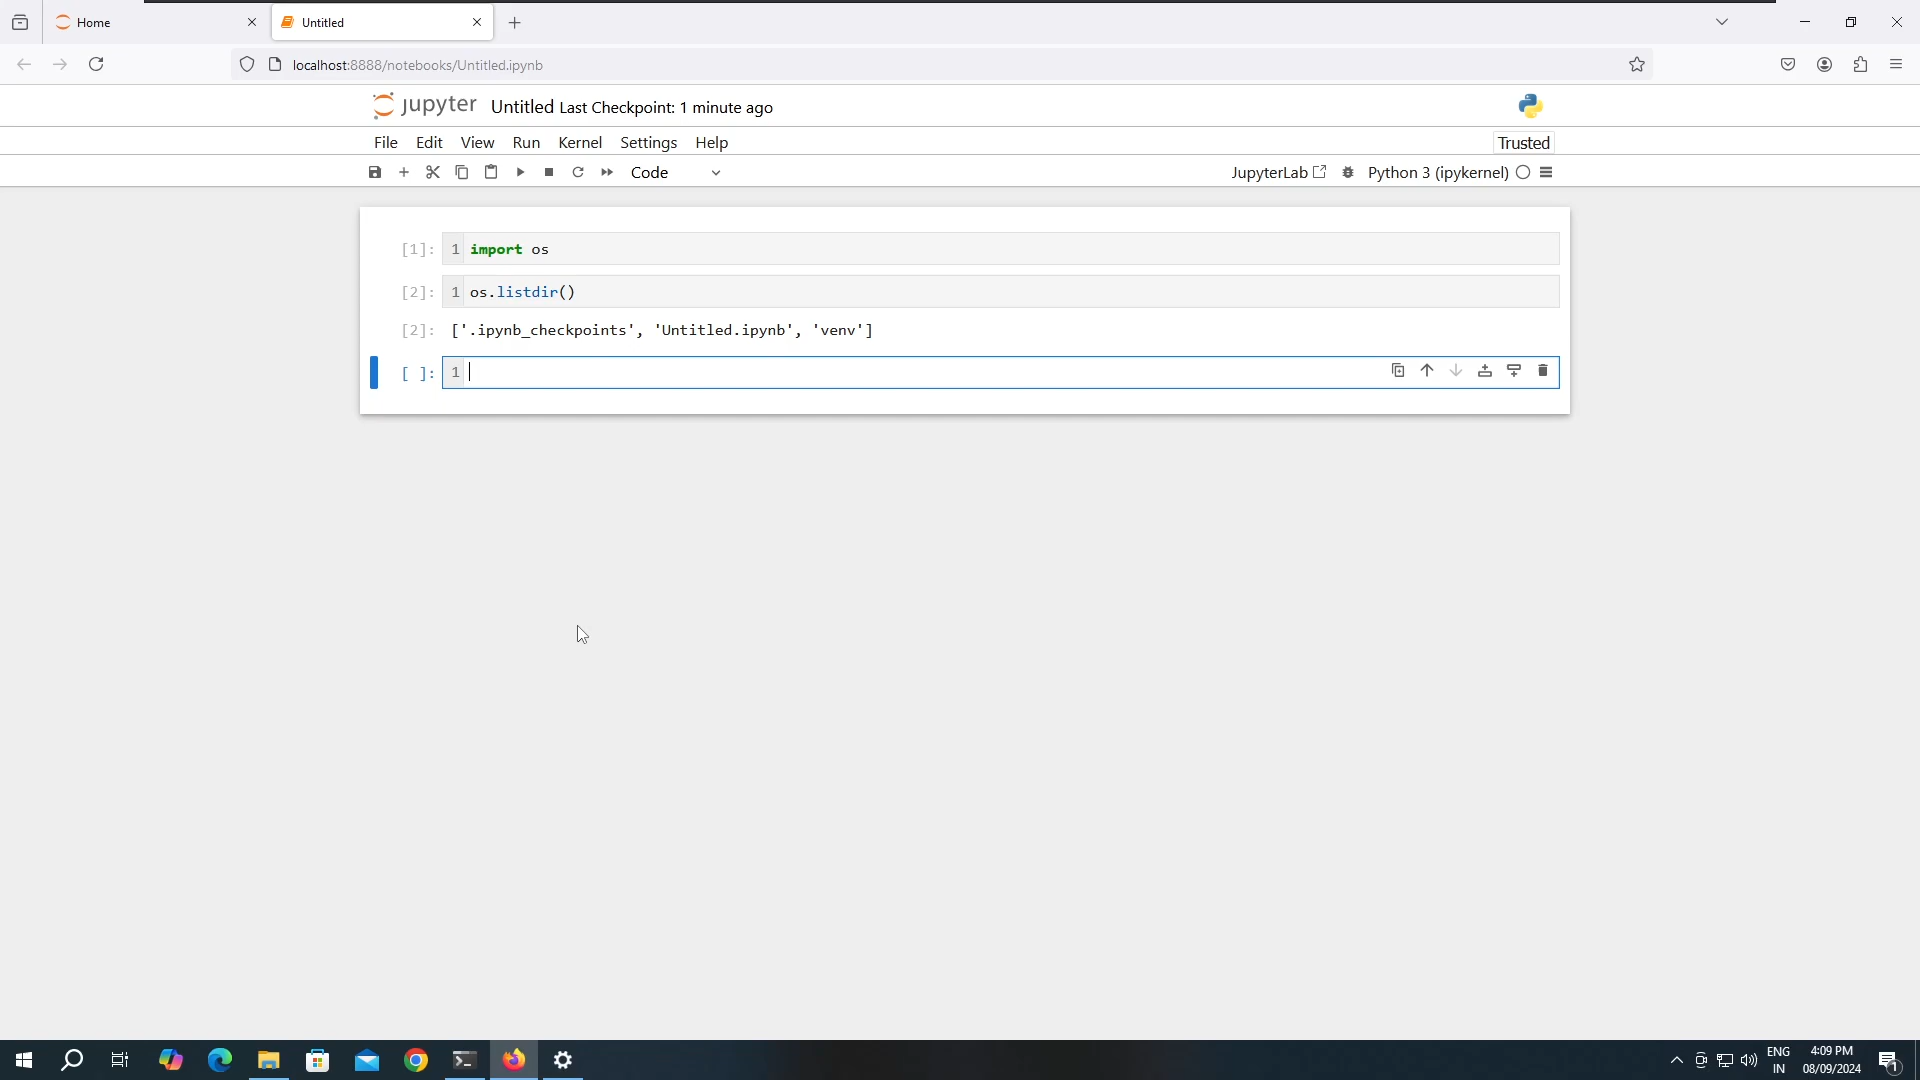 Home
Untitled
localhost:8888/notebooks/Untitled.ipynb
jupyter Untitled Last Checkpoint: 1 minute ago
File Edit View Run Kernel Settings Help
Trusted
Code
JupyterLab
Python 3 (ipykernel)
[1]: 1 import os
[2]: 1 os.listdir()
[2]: ['.ipynb_checkpoints', 'Untitled.ipynb', 'venv']
[ ]: 1
ENG
IN
4:09 PM
08/09/2024
1